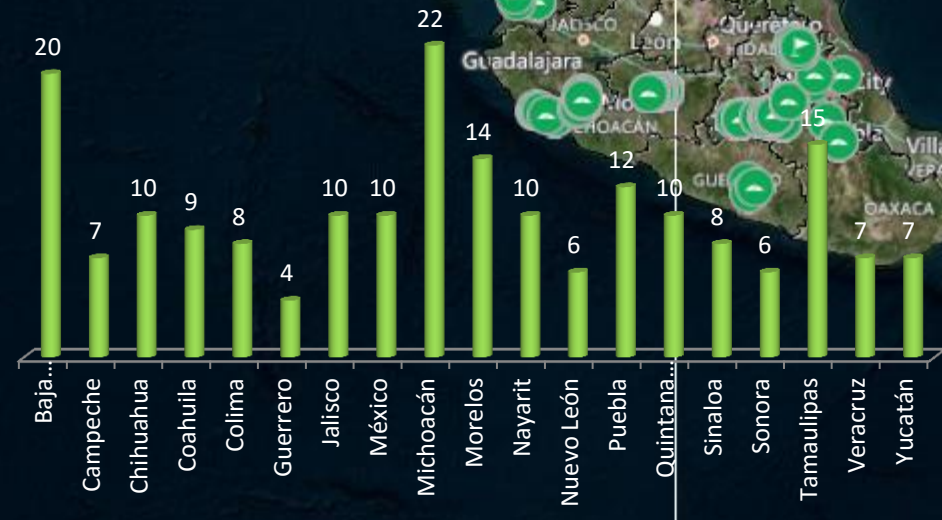 JALISCO
León
Querétaro
Guadalajara
20
22
7
10
9
8
4
10
10
14
10
6
12
10
8
6
15
7
7
OAXACA
Baja...
Campeche
Chihuahua
Coahuila
Colima
Guerrero
Jalisco
México
Michoacán
Morelos
Nayarit
Nuevo León
Puebla
Quintana...
Sinaloa
Sonora
Tamaulipas
Veracruz
Yucatán